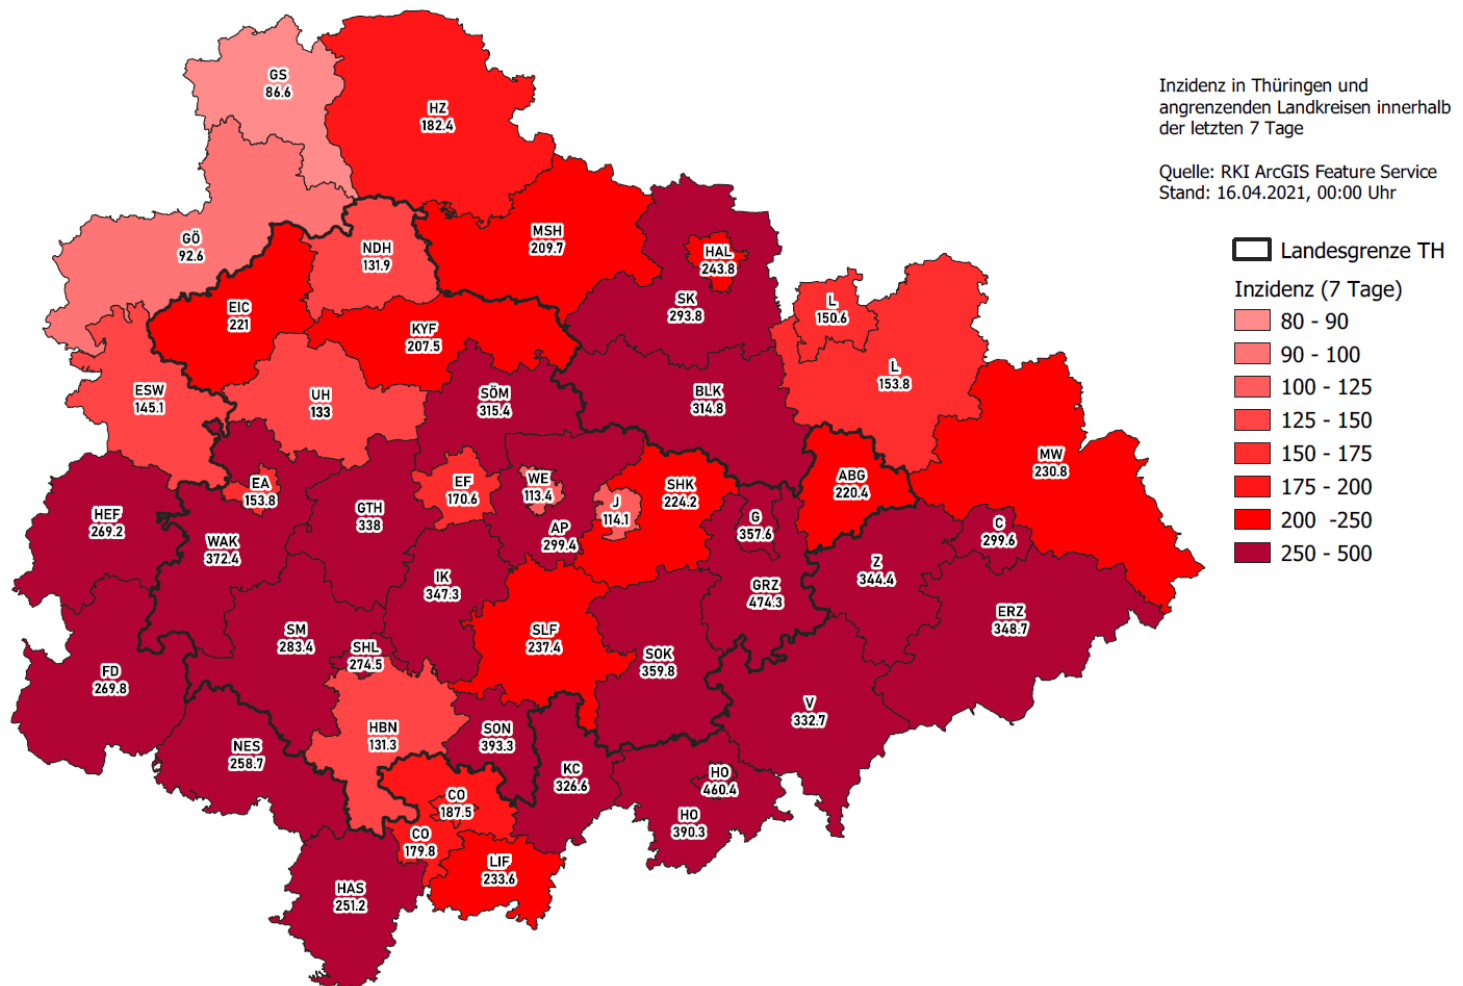 GS
86.6
HZ
182.4
GÖ
92.6
NDH
131.9
MSH
209.7
HAL
243.8
SK
293.8
EIC
221
KYF
207.5
L
150.6
L
153.8
ESW
145.1
UH
133
SÖM
315.4
BLK
314.8
MW
230.8
ABG
220.4
EA
153.8
EF
170.6
WE
113.4
J
114.1
SHK
224.2
HEF
269.2
GTH
338
AP
299.4
G
357.6
C
299.6
WAK
372.4
IK
347.3
GRZ
474.3
Z
344.4
ERZ
348.7
SM
283.4
SHL
274.5
SLF
237.4
SOK
359.8
FD
269.8
V
332.7
NES
258.7
HBN
131.3
SON
393.3
KC
326.6
HO
460.4
HO
390.3
CO
187.5
CO
179.8
LIF
233.6
HAS
251.2
Inzidenz in Thüringen und
angrenzenden Landkreisen innerhalb
der letzten 7 Tage
Quelle: RKI ArcGIS Feature Service
Stand: 16.04.2021, 00:00 Uhr
Landesgrenze TH
Inzidenz (7 Tage)
80 - 90
90 - 100
100 - 125
125 - 150
150 - 175
175 - 200
200 -250
250 - 500